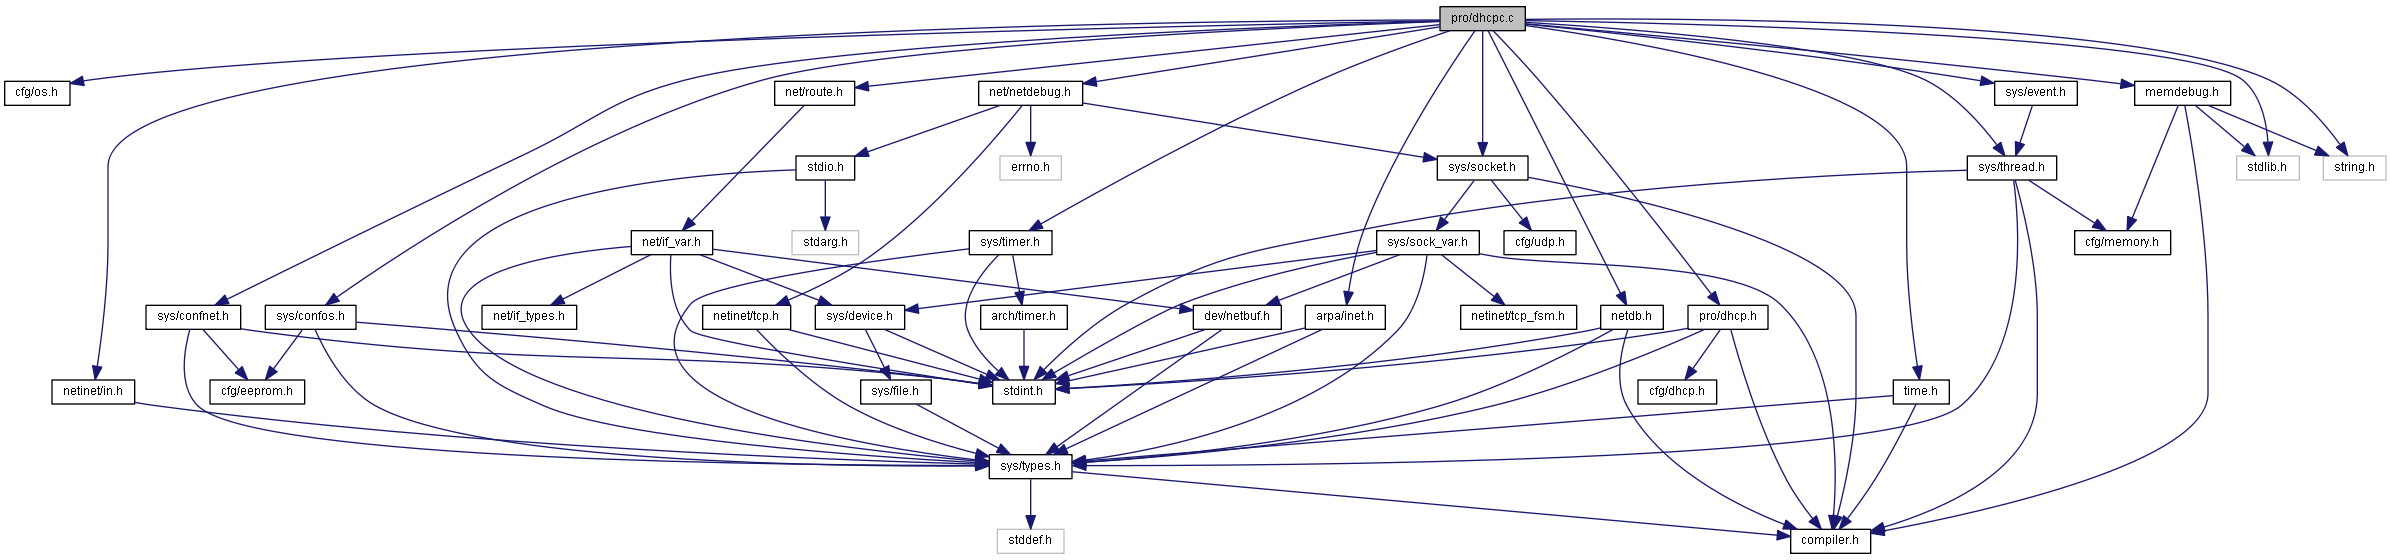 pro/dhcpc.c
cfg/os.h
net/route.h
net/netdebug.h
sys/event.h
memdebug.h
stdio.h
errno.h
sys/socket.h
sys/thread.h
stdlib.h
string.h
net/if_var.h
stdarg.h
sys/timer.h
sys/sock_var.h
cfg/udp.h
cfg/memory.h
sys/confnet.h
sys/confos.h
net/if_types.h
netinet/tcp.h
sys/device.h
arch/timer.h
dev/netbuf.h
arpa/inet.h
netinet/tcp_fsm.h
netdb.h
pro/dhcp.h
netinet/in.h
cfg/eeprom.h
sys/file.h
stdint.h
cfg/dhcp.h
time.h
sys/types.h
stddef.h
compiler.h